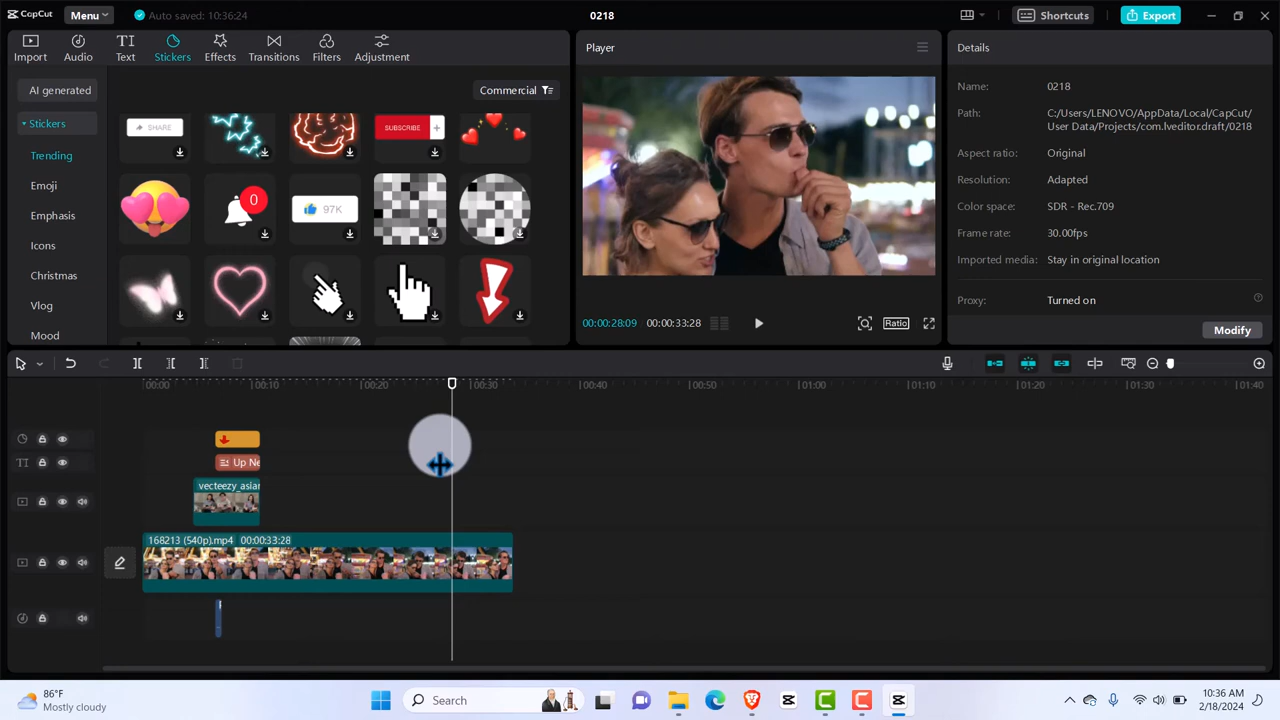 CapCut
Menu
Auto saved: 10:36:24
0218
Shortcuts
Export
Import
Audio
Text
Stickers
Effects
Transitions
Filters
Adjustment
AI generated
Commercial
Stickers
Trending
Emoji
Emphasis
Icons
Christmas
Vlog
Mood
SHARE
SUBSCRIBE
0
97K
Player
00:00:28:09
00:00:33:28
Ratio
Details
Name:
0218
Path:
C:/Users/LENOVO/AppData/Local/CapCut/
User Data/Projects/com.lveditor.draft/0218
Aspect ratio:
Original
Resolution:
Adapted
Color space:
SDR - Rec.709
Frame rate:
30.00fps
Imported media:
Stay in original location
Proxy:
Turned on
Modify
00:00
00:10
00:20
00:30
00:40
00:50
01:00
01:10
01:20
01:30
01:40
TI
Up Ne
vecteezy_asian
168213 (540p).mp4 00:00:33:28
86°F
Mostly cloudy
Search
10:36 AM
2/18/2024